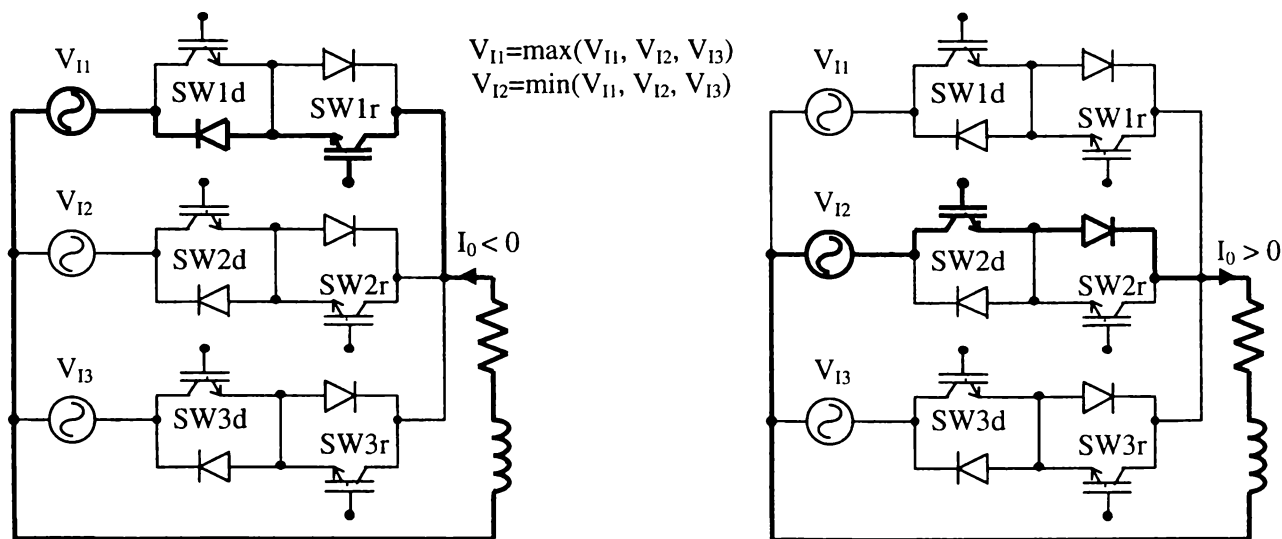 V_I1=max(V_I1, V_I2, V_I3)
V_I2=min(V_I1, V_I2, V_I3)
V_I1
SW1d
SW1r
V_I2
SW2d
SW2r
I_0 < 0
V_I3
SW3d
SW3r
V_I1
SW1d
SW1r
V_I2
SW2d
SW2r
I_0 > 0
V_I3
SW3d
SW3r